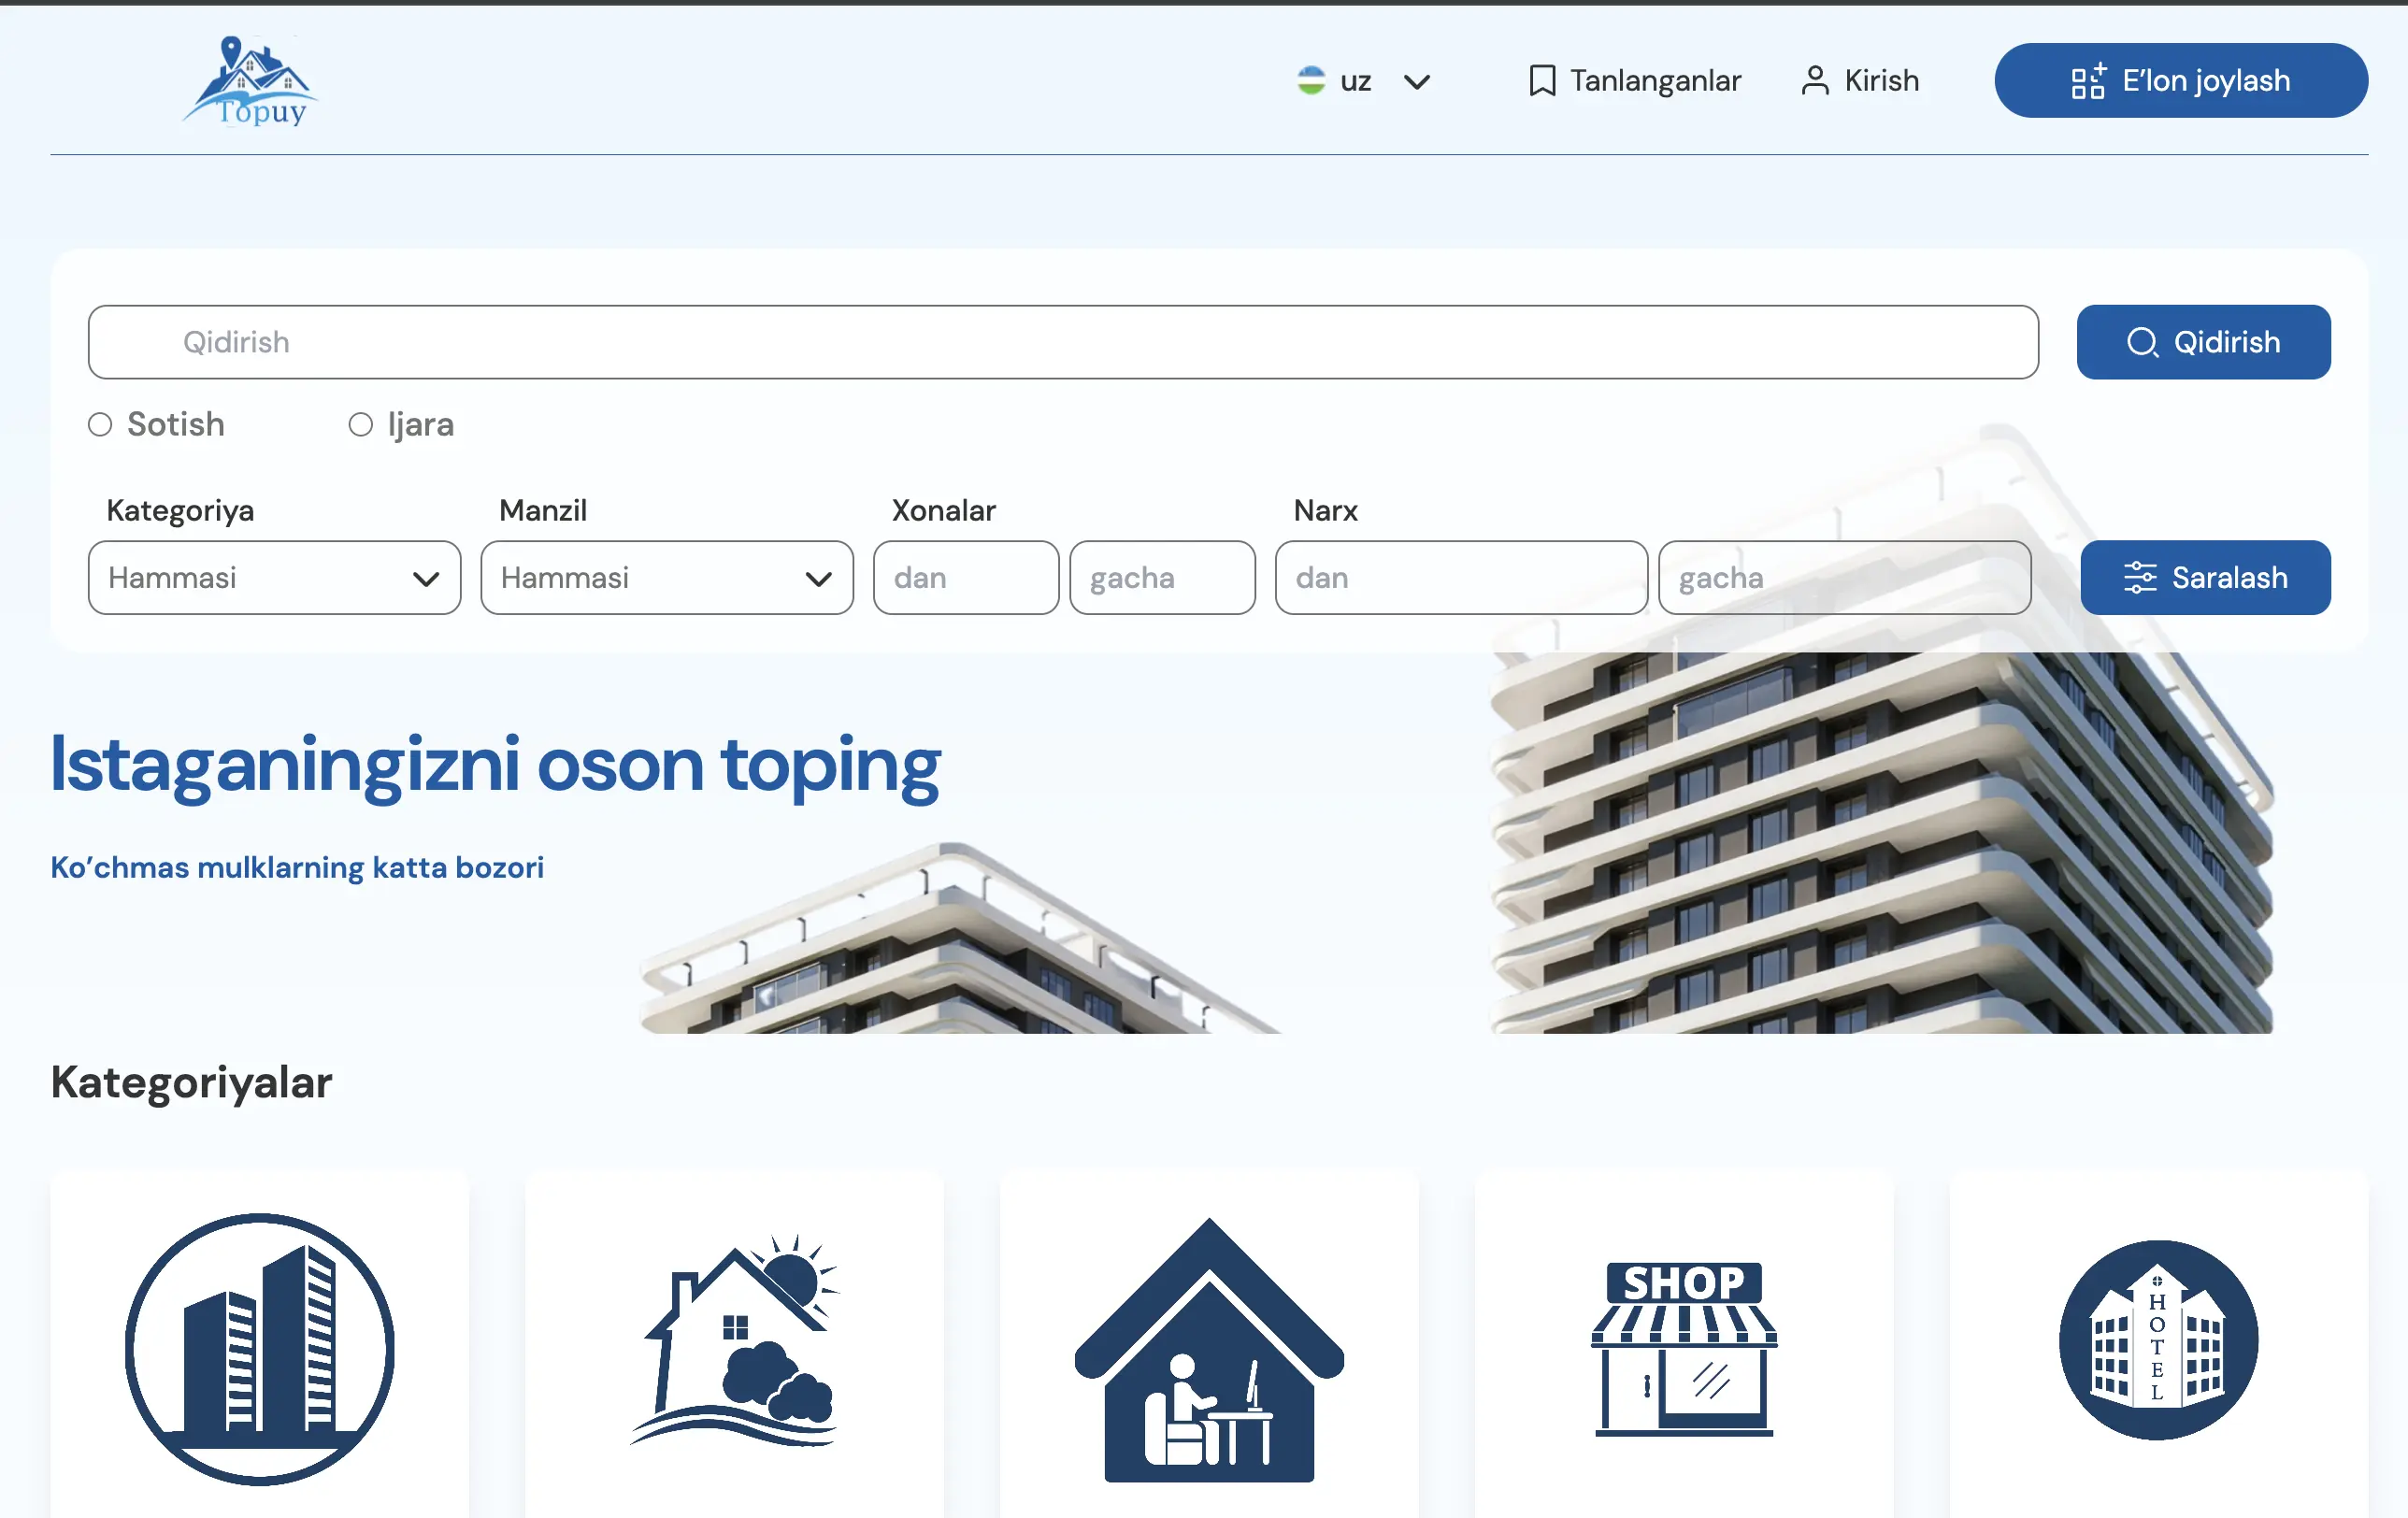 Topuy
uz
Tanlanganlar
Kirish
E’lon joylash
Qidirish
Qidirish
Sotish
Ijara
Kategoriya
Manzil
Xonalar
Narx
Hammasi
Hammasi
dan
gacha
dan
gacha
Saralash
Istaganingizni oson toping
Ko’chmas mulklarning katta bozori
Kategoriyalar
SHOP
HOTEL